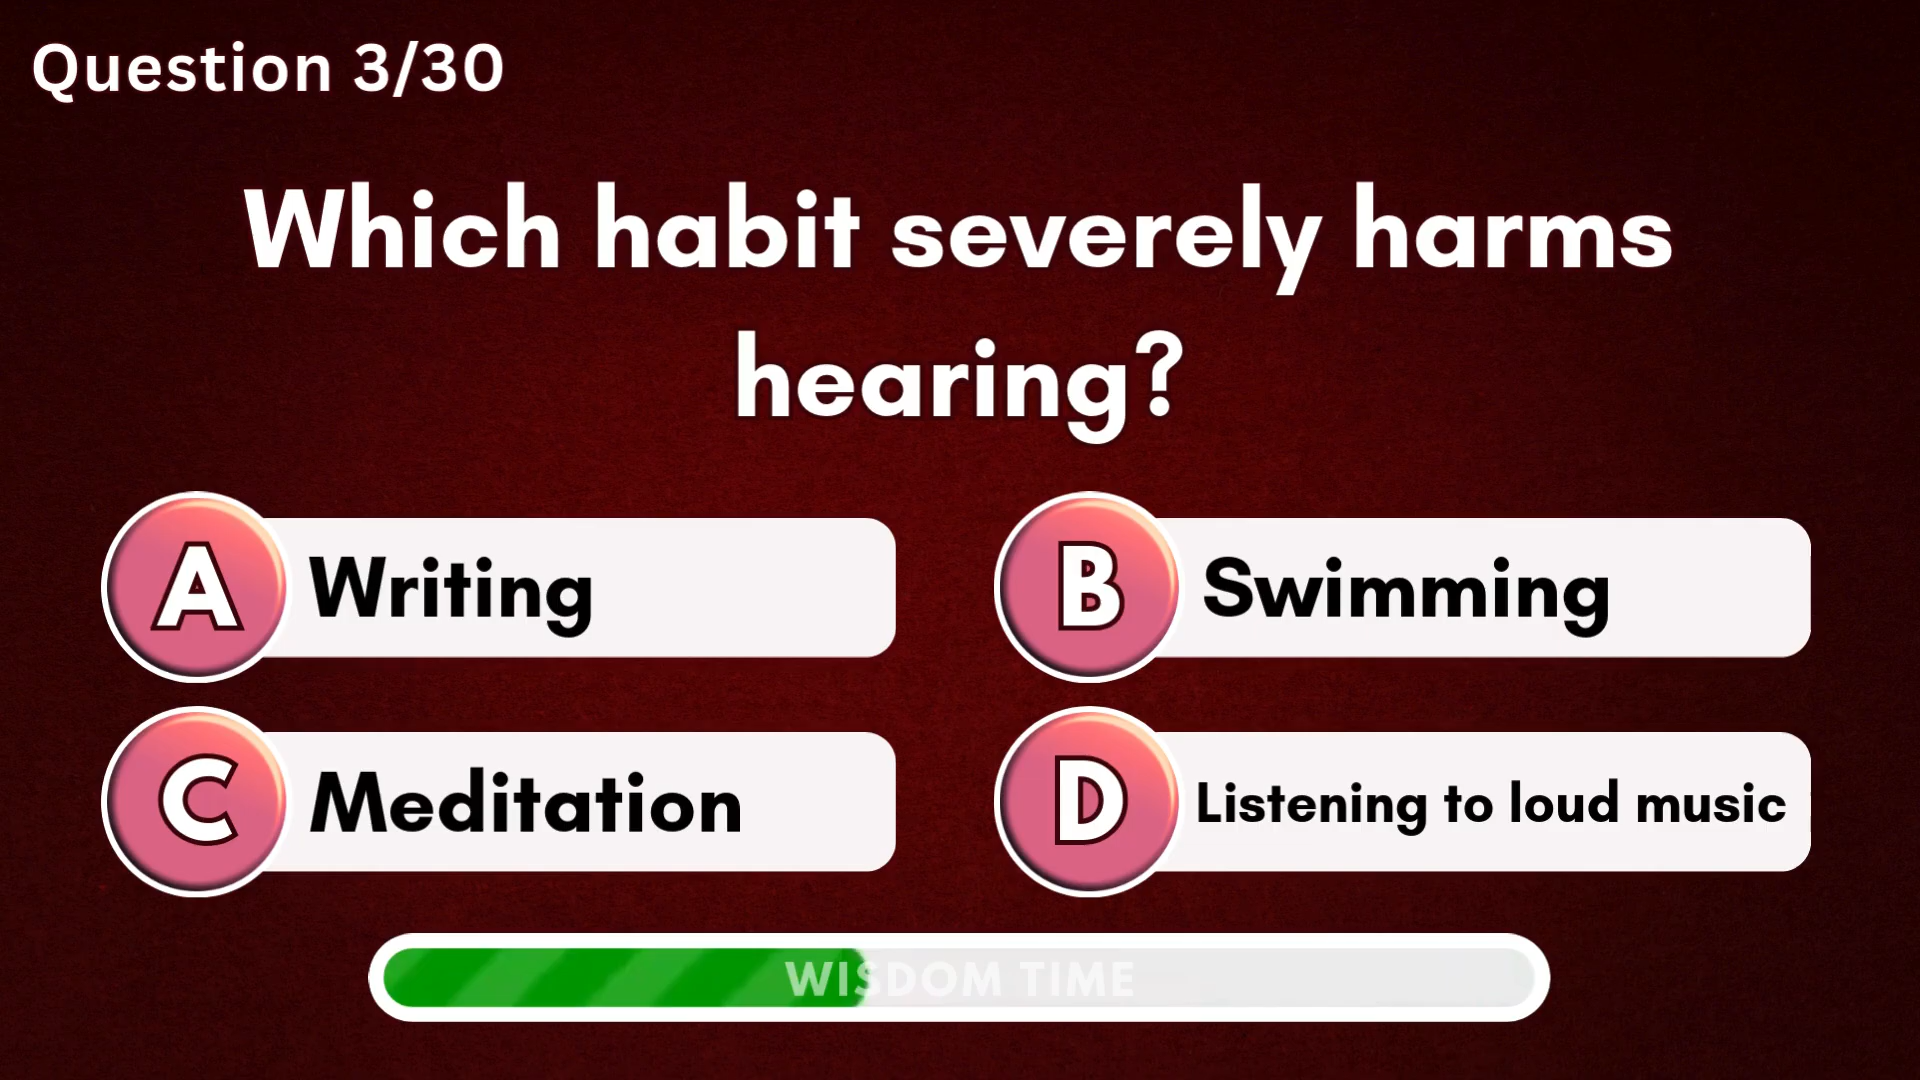 Question 3/30
Which habit severely harms
hearing?
A Writing
B Swimming
C Meditation
D Listening to loud music
WISDOM TIME